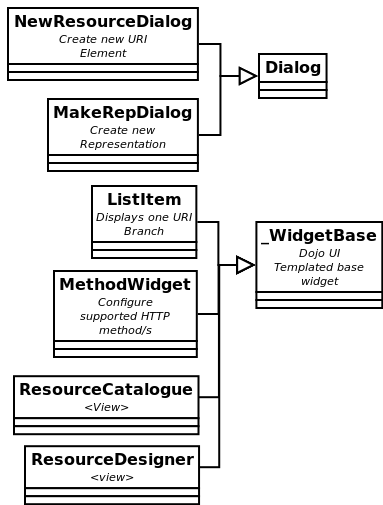 NewResourceDialog
Create new URI
Element
Dialog
MakeRepDialog
Create new
Representation
ListItem
Displays one URI
Branch
_WidgetBase
Dojo UI
Templated base
widget
MethodWidget
Configure
supported HTTP
method/s
ResourceCatalogue
<View>
ResourceDesigner
<view>